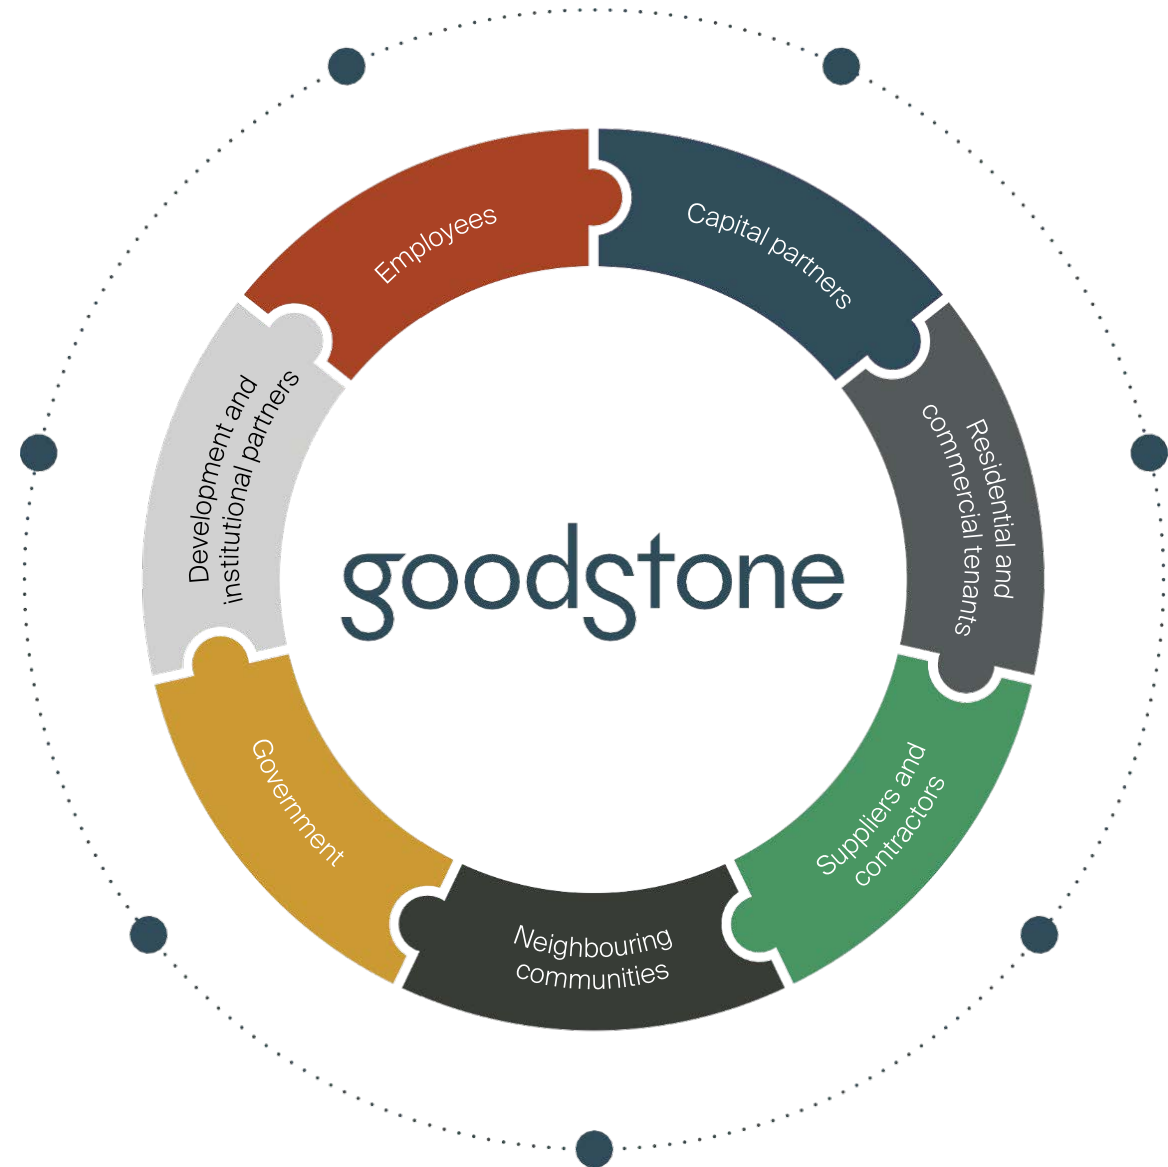 Employees
Capital partners
Residential and
commercial tenants
Suppliers and
contractors
Neighbouring
communities
Government
Development and
institutional partners
goodstone